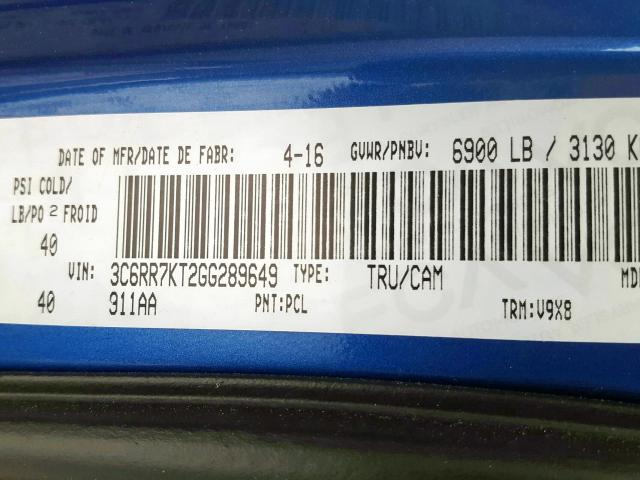 DATE OF MFR/DATE DE FABR: 4-16 GVWR/PNBV: 6900 LB / 3130 K
PSI COLD/
LB/PO 2 FROID
40
VIN: 3C6RR7KT2GG289649 TYPE: TRU/CAM MD
40 911AA PNT:PCL TRM:V9X8